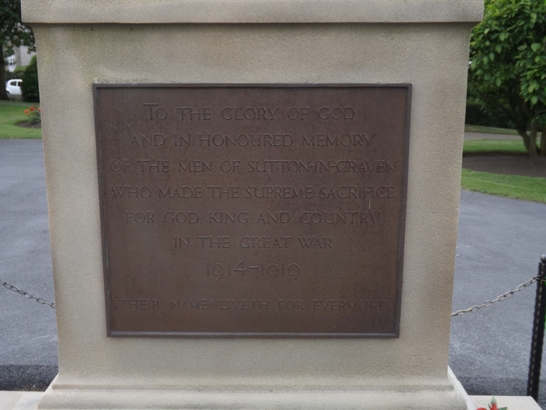 TO THE GLORY OF GOD
AND IN HONOURED MEMORY
OF THE MEN OF SUTTON-IN-CRAVEN
WHO MADE THE SUPREME SACRIFICE
FOR GOD, KING AND COUNTRY
IN THE GREAT WAR
1914-1919
THEIR NAME LIVETH FOR EVERMORE